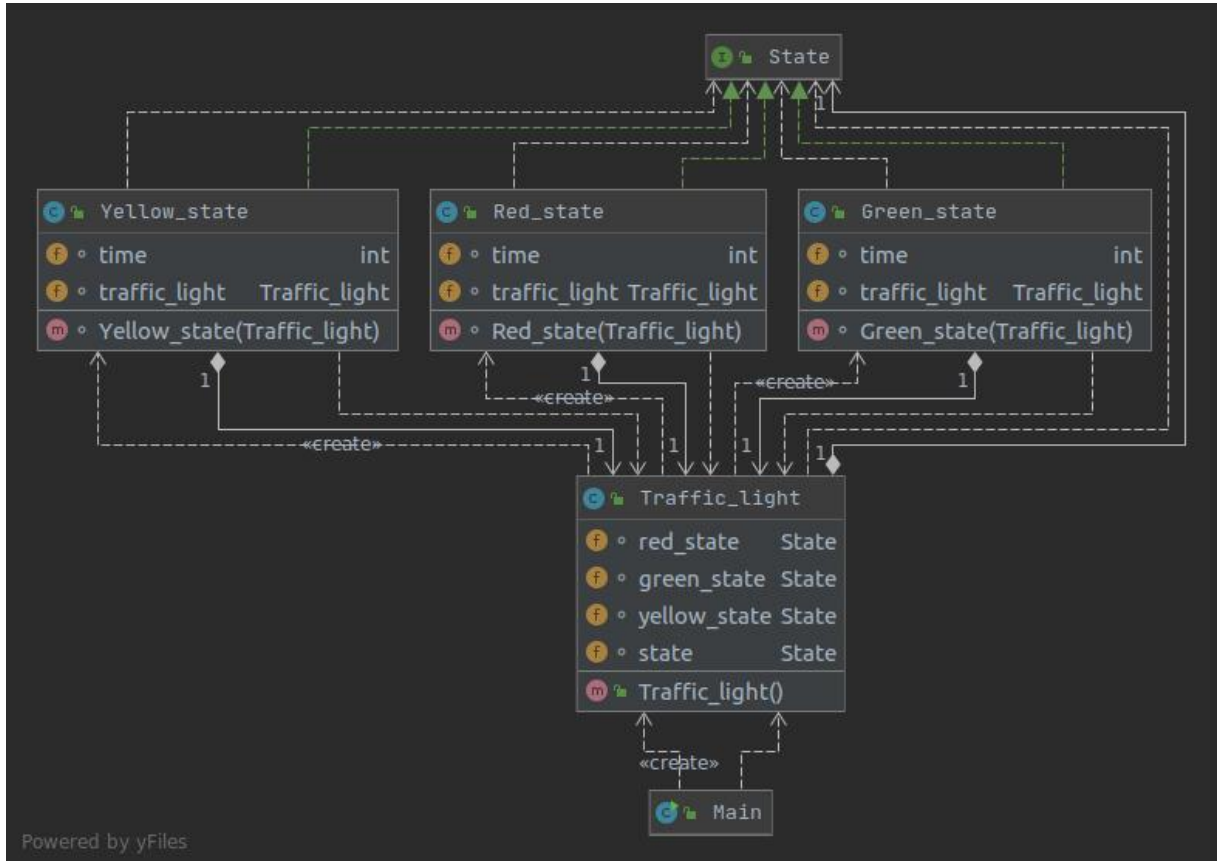 State
1
Yellow_state
time int
traffic_light Traffic_light
Yellow_state(Traffic_light)
Red_state
time int
traffic_light Traffic_light
Red_state(Traffic_light)
Green_state
time int
traffic_light Traffic_light
Green_state(Traffic_light)
1
1
1
«create»
«create»
«create»
1
1
1
1
Traffic_light
red_state State
green_state State
yellow_state State
state State
Traffic_light()
«create»
Main
Powered by yFiles